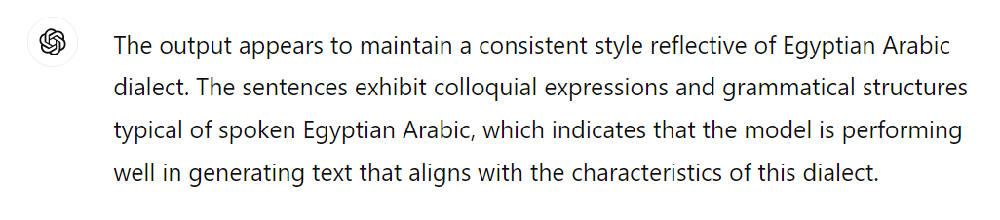 The output appears to maintain a consistent style reflective of Egyptian Arabic
dialect. The sentences exhibit colloquial expressions and grammatical structures
typical of spoken Egyptian Arabic, which indicates that the model is performing
well in generating text that aligns with the characteristics of this dialect.